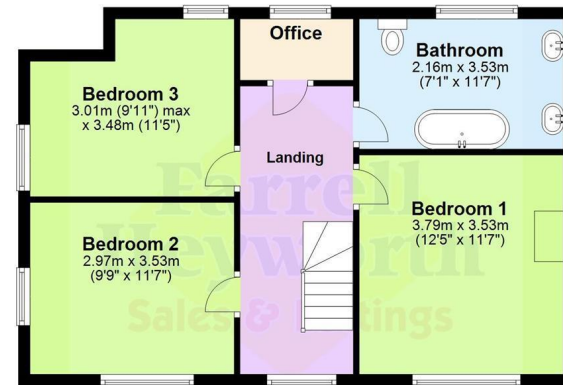 Office
Bathroom
2.16m x 3.53m
(7'1" x 11'7")
Bedroom 3
3.01m (9'11") max
x 3.48m (11'5")
Landing
Bedroom 1
3.79m x 3.53m
(12'5" x 11'7")
Bedroom 2
2.97m x 3.53m
(9'9" x 11'7")
Farrell
Heyworth
Sales & Lettings